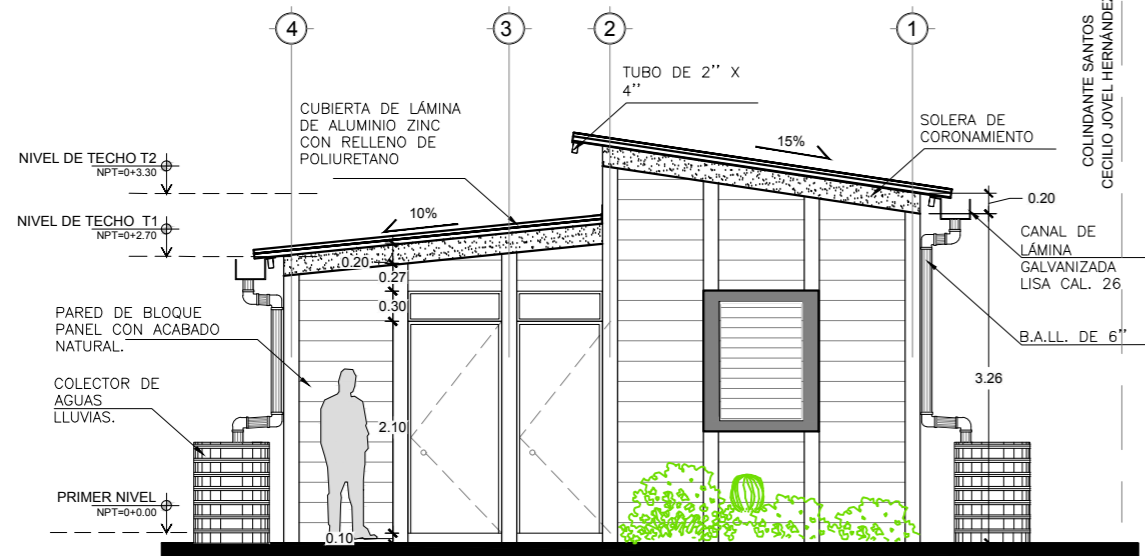 4
3
2
1
COLINDANTE SANTOS
CECILIO JOVEL HERNÁNDEZ
TUBO DE 2’’ X
4’’
CUBIERTA DE LÁMINA
DE ALUMINIO ZINC
CON RELLENO DE
POLIURETANO
SOLERA DE
CORONAMIENTO
15%
NIVEL DE TECHO T2
NPT=0+3.30
0.20
NIVEL DE TECHO T1
NPT=0+2.70
10%
CANAL DE
LÁMINA
GALVANIZADA
LISA CAL. 26
0.20
0.27
0.30
PARED DE BLOQUE
PANEL CON ACABADO
NATURAL.
B.A.LL. DE 6’’
COLECTOR DE
AGUAS
LLUVIAS.
3.26
2.10
PRIMER NIVEL
NPT=0+0.00
0.10